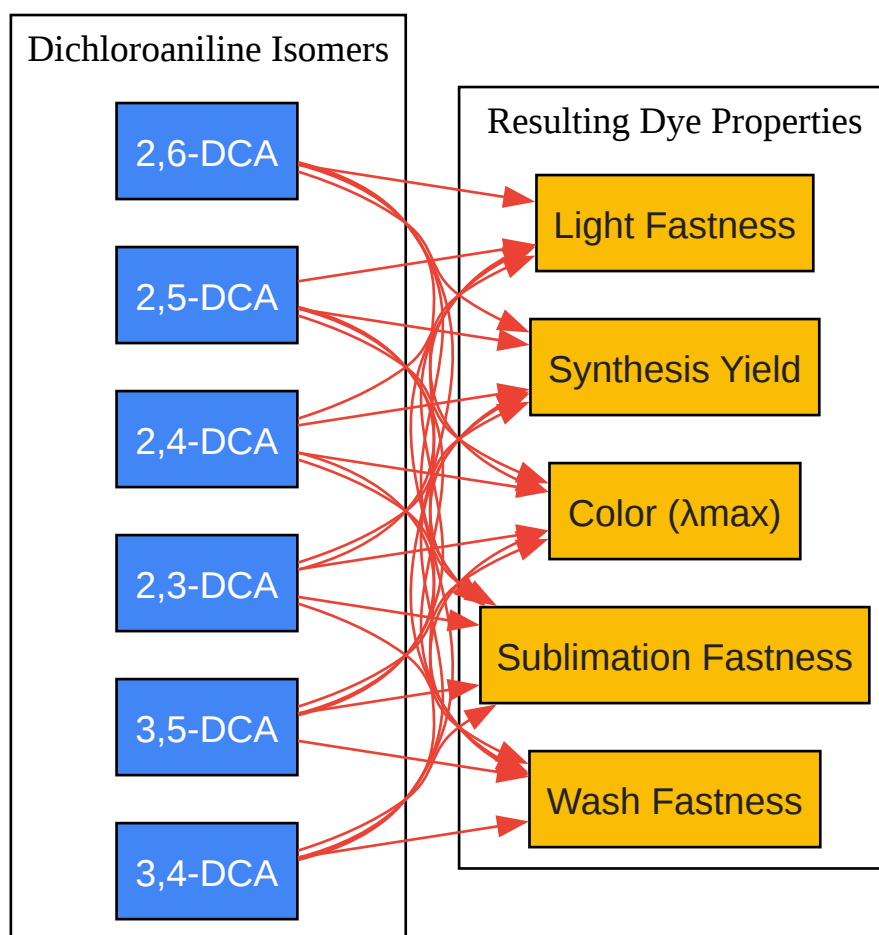 Dichloroaniline Isomers
2,6-DCA
2,5-DCA
2,4-DCA
2,3-DCA
3,5-DCA
3,4-DCA
Resulting Dye Properties
Light Fastness
Synthesis Yield
Color (λmax)
Sublimation Fastness
Wash Fastness